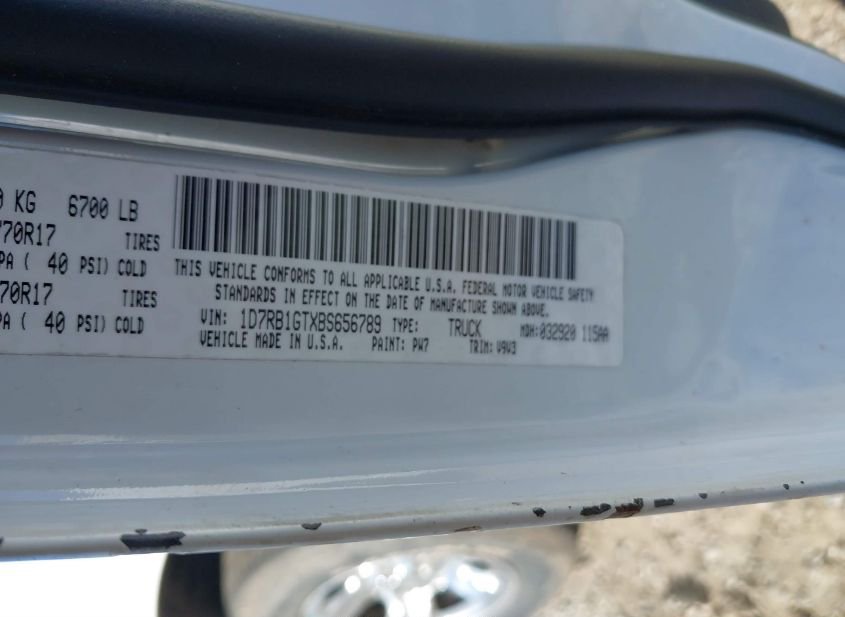 0 KG 6700 LB
70R17 TIRES
PA ( 40 PSI) COLD
70R17 TIRES
PA ( 40 PSI) COLD
THIS VEHICLE CONFORMS TO ALL APPLICABLE U.S.A. FEDERAL MOTOR VEHICLE SAFETY
STANDARDS IN EFFECT ON THE DATE OF MANUFACTURE SHOWN ABOVE.
VIN: 1D7RB1GTXBS656789 TYPE: TRUCK MDH:032920 115AA
VEHICLE MADE IN U.S.A. PAINT: PW7 TRIM: V9V3